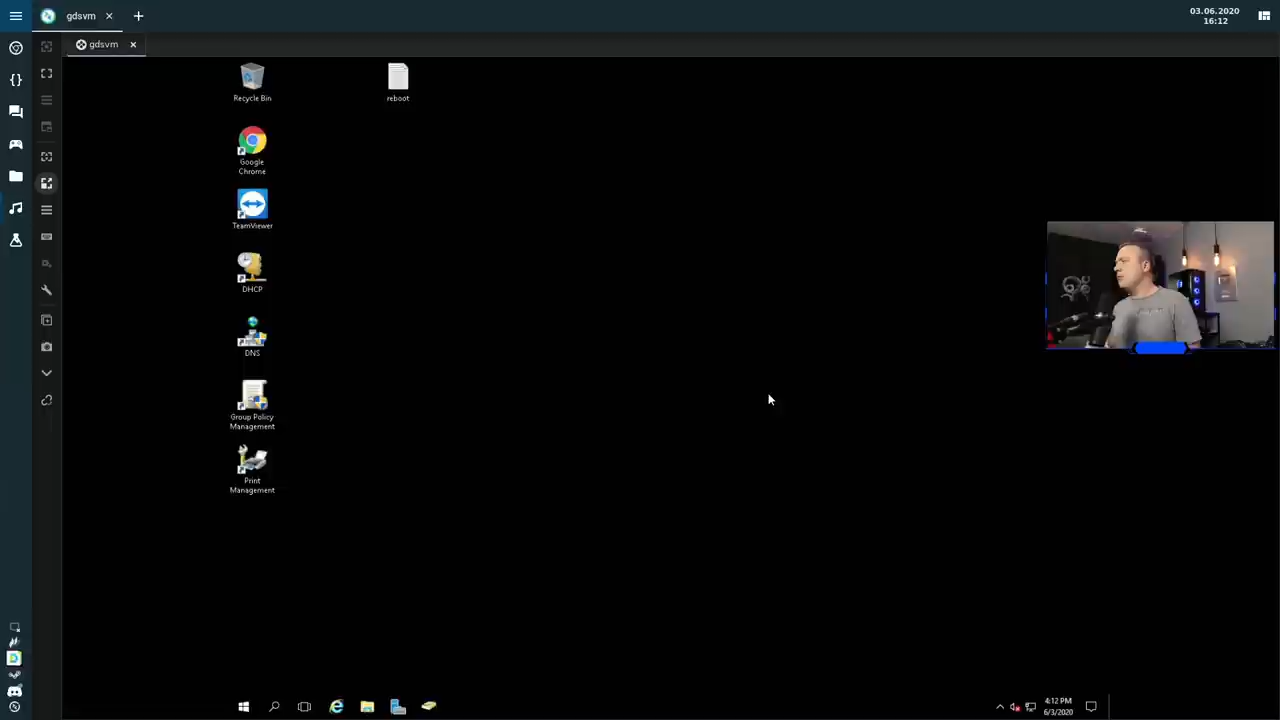 gdsvm
03.06.2020
16:12
gdsvm
Recycle Bin
reboot
Google
Chrome
TeamViewer
DHCP
DNS
Group Policy
Management
Print
Management
4:12 PM
6/3/2020